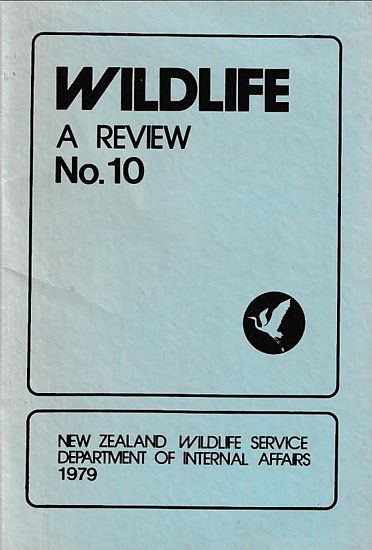 WILDLIFE
A REVIEW
No.10
NEW ZEALAND WILDLIFE SERVICE
DEPARTMENT OF INTERNAL AFFAIRS
1979